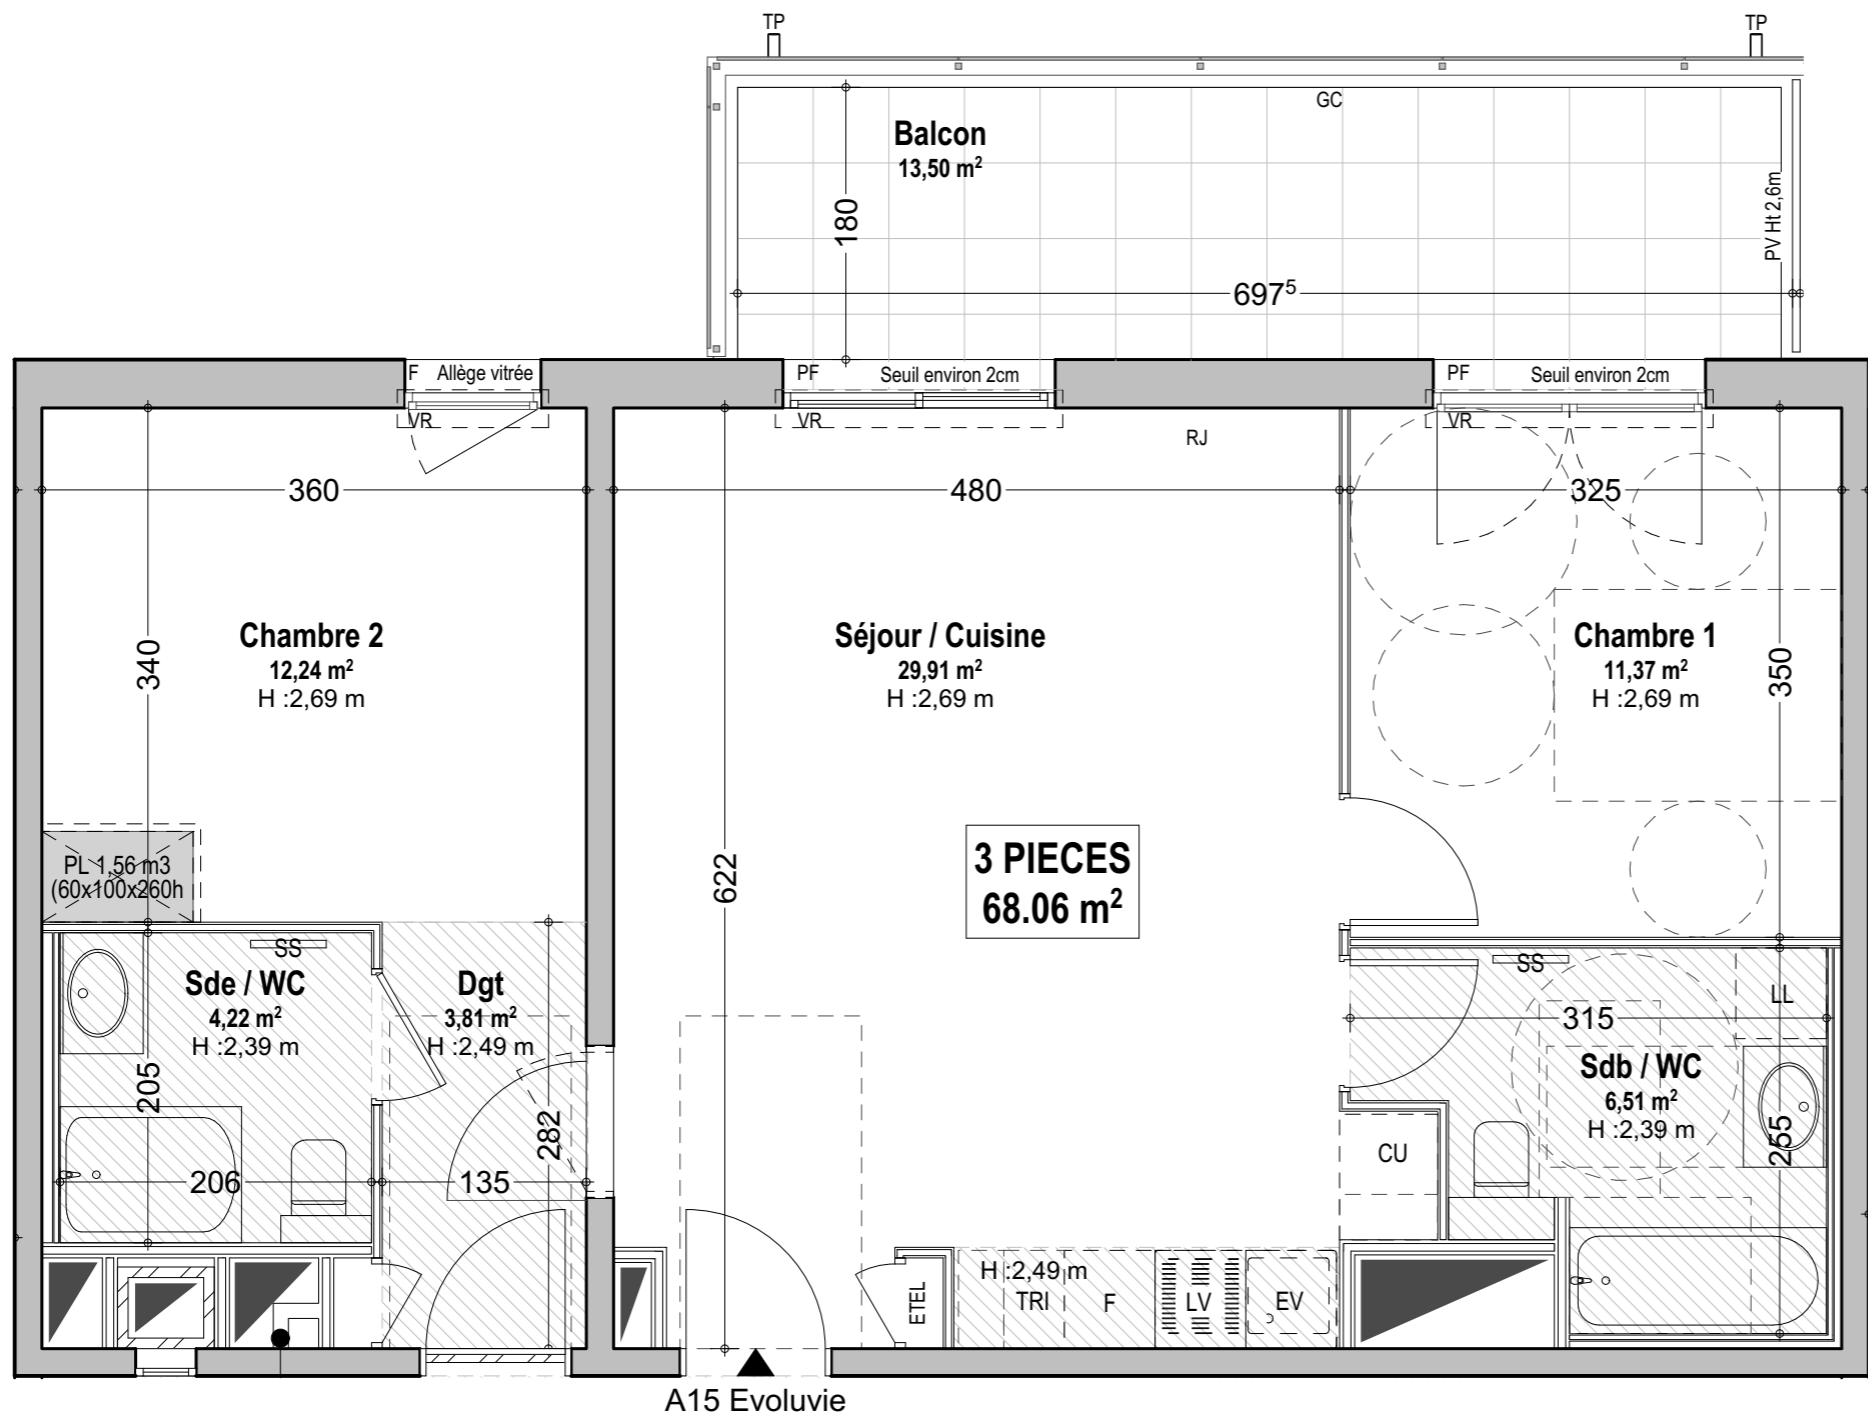 TP
TP
GC
Balcon
13,50 m²
180
PV Ht 2,6m
697⁵
F Allège vitrée
PF Seuil environ 2cm
PF Seuil environ 2cm
VR
VR
VR
RJ
360
480
325
Chambre 2
12,24 m²
H :2,69 m
340
Séjour / Cuisine
29,91 m²
H :2,69 m
Chambre 1
11,37 m²
H :2,69 m
350
PL 1,56 m3
(60x100x260h
622
3 PIECES
68.06 m²
SS
Sde / WC
4,22 m²
H :2,39 m
205
206
Dgt
3,81 m²
H :2,49 m
282
135
SS
LL
315
Sdb / WC
6,51 m²
H :2,39 m
255
CU
ETEL
H :2,49 m
TRI
F
LV
EV
A15 Evoluvie